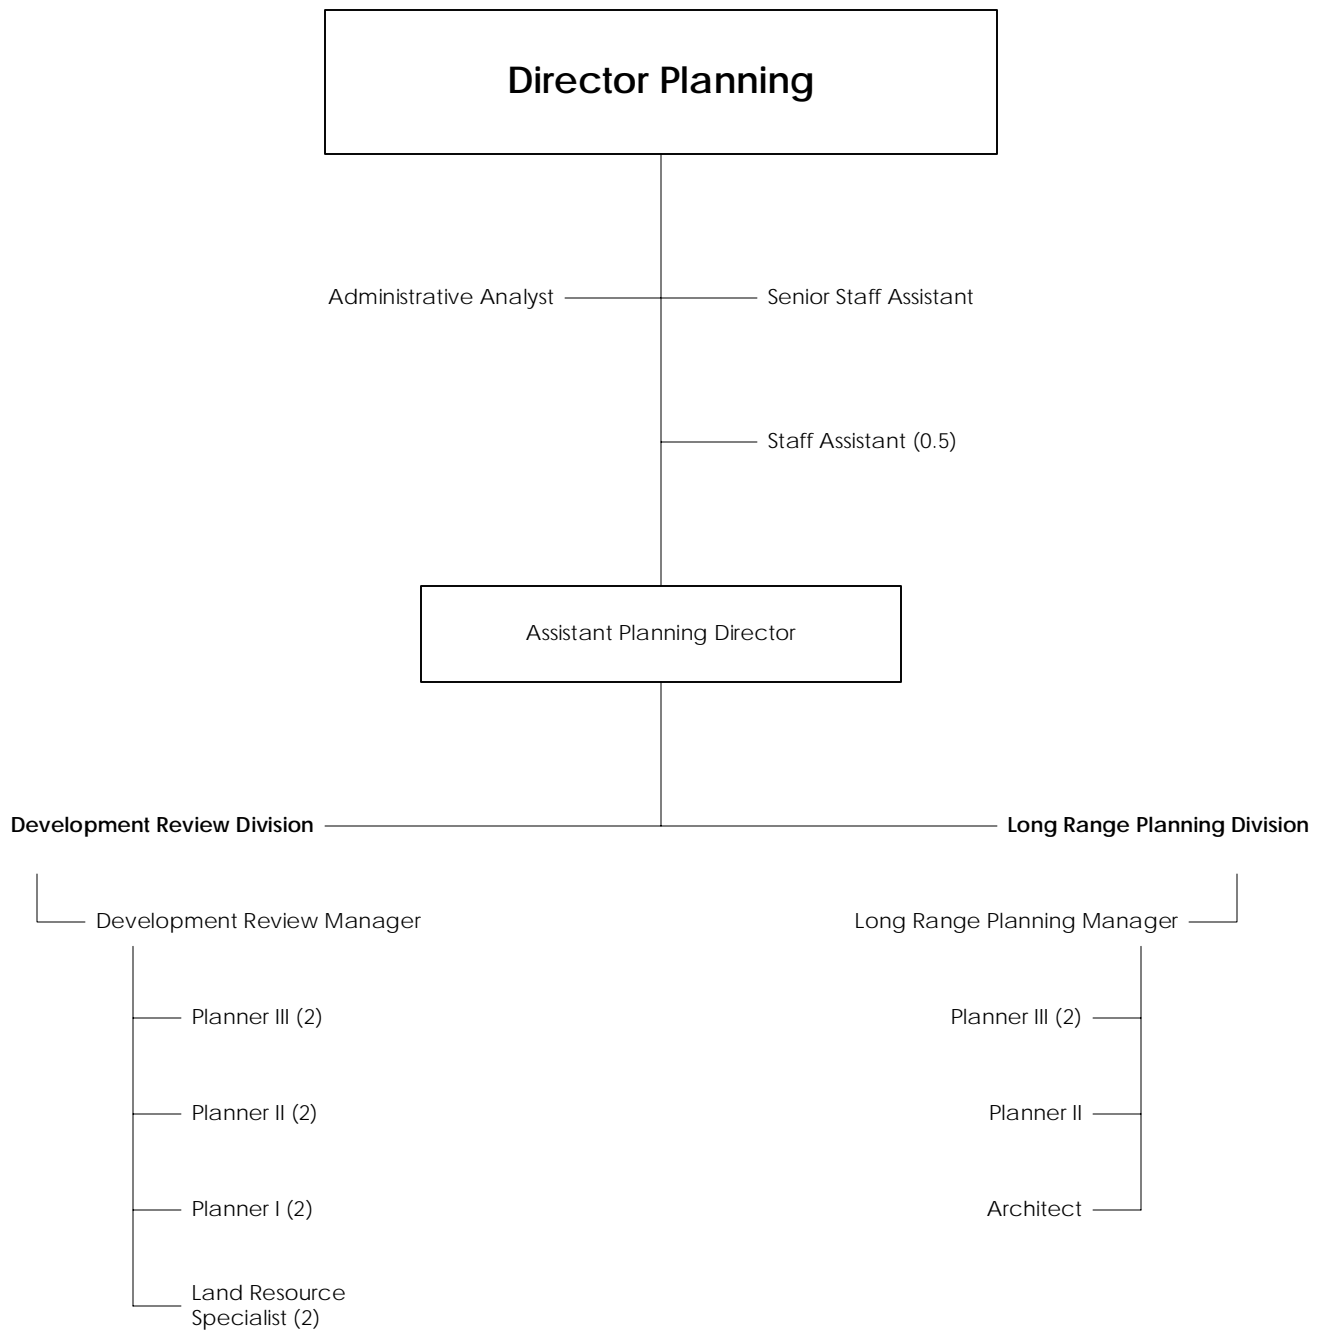 Director Planning
Administrative Analyst
Senior Staff Assistant
Staff Assistant (0.5)
Assistant Planning Director
Development Review Division
Long Range Planning Division
Development Review Manager
Long Range Planning Manager
Planner III (2)
Planner III (2)
Planner II (2)
Planner II
Planner I (2)
Architect
Land Resource
Specialist (2)